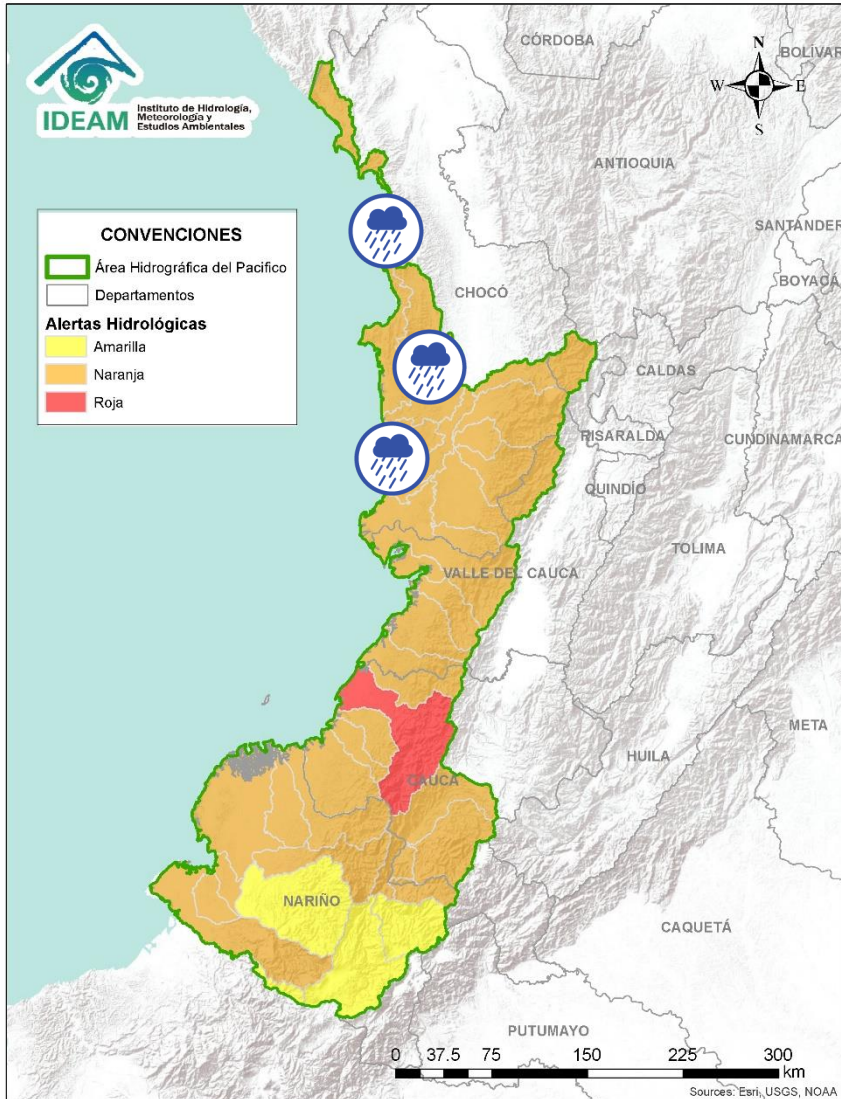 IDEAM
Instituto de Hidrología,
Meteorología y
Estudios Ambientales
CÓRDOBA
BOLÍVAR
N
W
E
S
ANTIOQUIA
SANTANDER
BOYACÁ
CONVENCIONES
Área Hidrográfica del Pacifico
Departamentos
Alertas Hidrológicas
Amarilla
Naranja
Roja
CHOCÓ
CALDAS
RISARALDA
CUNDINAMARCA
QUINDÍO
TOLIMA
VALLE DEL CAUCA
META
HUILA
CAUCA
NARIÑO
CAQUETÁ
PUTUMAYO
0 37.5 75 150 225 300
km
Sources: Esri, USGS, NOAA